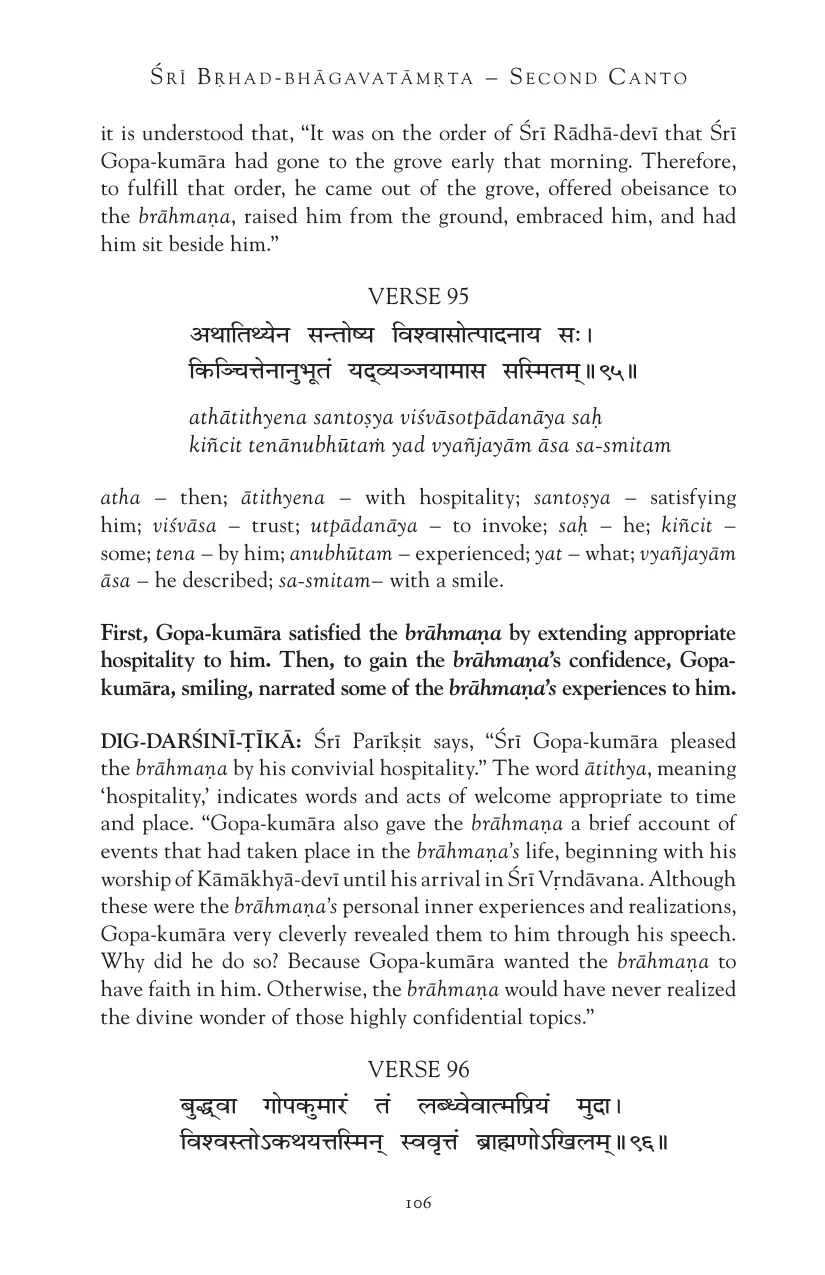 ŚRĪ BṚHAD-BHĀGAVATĀMṚTA – SECOND CANTO
it is understood that, “It was on the order of Śrī Rādhā-devī that Śrī
Gopa-kumāra had gone to the grove early that morning. Therefore,
to fulfill that order, he came out of the grove, offered obeisance to
the brāhmaṇa, raised him from the ground, embraced him, and had
him sit beside him.”
VERSE 95
अथातिथ्येन सन्तोष्य विश्वासोत्पादनाय सः।
किञ्चित्तेनानुभूतं यद्व्यञ्जयामास सस्मितम्॥९५॥
athātithyena santoṣya viśvāsotpādanāya saḥ
kiñcit tenānubhūtaṁ yad vyañjayām āsa sa-smitam
atha – then; ātithyena – with hospitality; santoṣya – satisfying
him; viśvāsa – trust; utpādanāya – to invoke; saḥ – he; kiñcit –
some; tena – by him; anubhūtam – experienced; yat – what; vyañjayām
āsa – he described; sa-smitam– with a smile.
First, Gopa-kumāra satisfied the brāhmaṇa by extending appropriate
hospitality to him. Then, to gain the brāhmaṇa’s confidence, Gopa-
kumāra, smiling, narrated some of the brāhmaṇa’s experiences to him.
DIG-DARŚINĪ-ṬĪKĀ: Śrī Parīkṣit says, “Śrī Gopa-kumāra pleased
the brāhmaṇa by his convivial hospitality.” The word ātithya, meaning
‘hospitality,’ indicates words and acts of welcome appropriate to time
and place. “Gopa-kumāra also gave the brāhmaṇa a brief account of
events that had taken place in the brāhmaṇa’s life, beginning with his
worship of Kāmākhyā-devī until his arrival in Śrī Vṛndāvana. Although
these were the brāhmaṇa’s personal inner experiences and realizations,
Gopa-kumāra very cleverly revealed them to him through his speech.
Why did he do so? Because Gopa-kumāra wanted the brāhmaṇa to
have faith in him. Otherwise, the brāhmaṇa would have never realized
the divine wonder of those highly confidential topics.”
VERSE 96
बुद्ध्वा गोपकुमारं तं लब्ध्वेवात्मप्रियं मुदा।
विश्वस्तोऽकथयत्तस्मिन् स्ववृत्तं ब्राह्मणोऽखिलम्॥९६॥
106